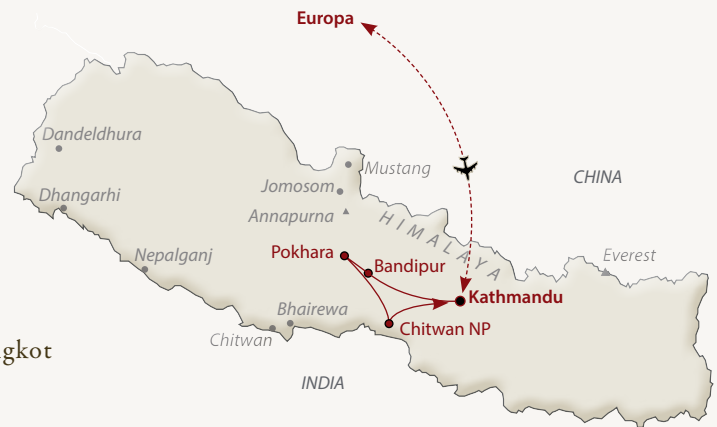 Europa
Dandeldhura
Mustang
CHINA
Jomosom
Dhangarhi
Annapurna
HIMALAYA
Nepalganj
Pokhara
Everest
Bandipur
Kathmandu
Bhairewa
Chitwan NP
Chitwan
gkot
INDIA